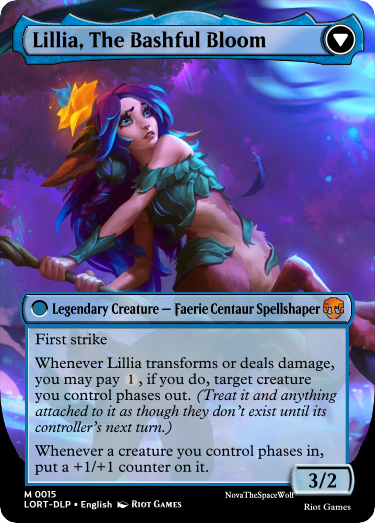 Lillia, The Bashful Bloom
Legendary Creature — Faerie Centaur Spellshaper
First strike
Whenever Lillia transforms or deals damage,
you may pay 1, if you do, target creature
you control phases out. (Treat it and anything
attached to it as though they don't exist until its
controller's next turn.)
Whenever a creature you control phases in,
put a +1/+1 counter on it.
3/2
M 0015
NovaTheSpaceWolf
LORT-DLP • English Riot Games
Riot Games